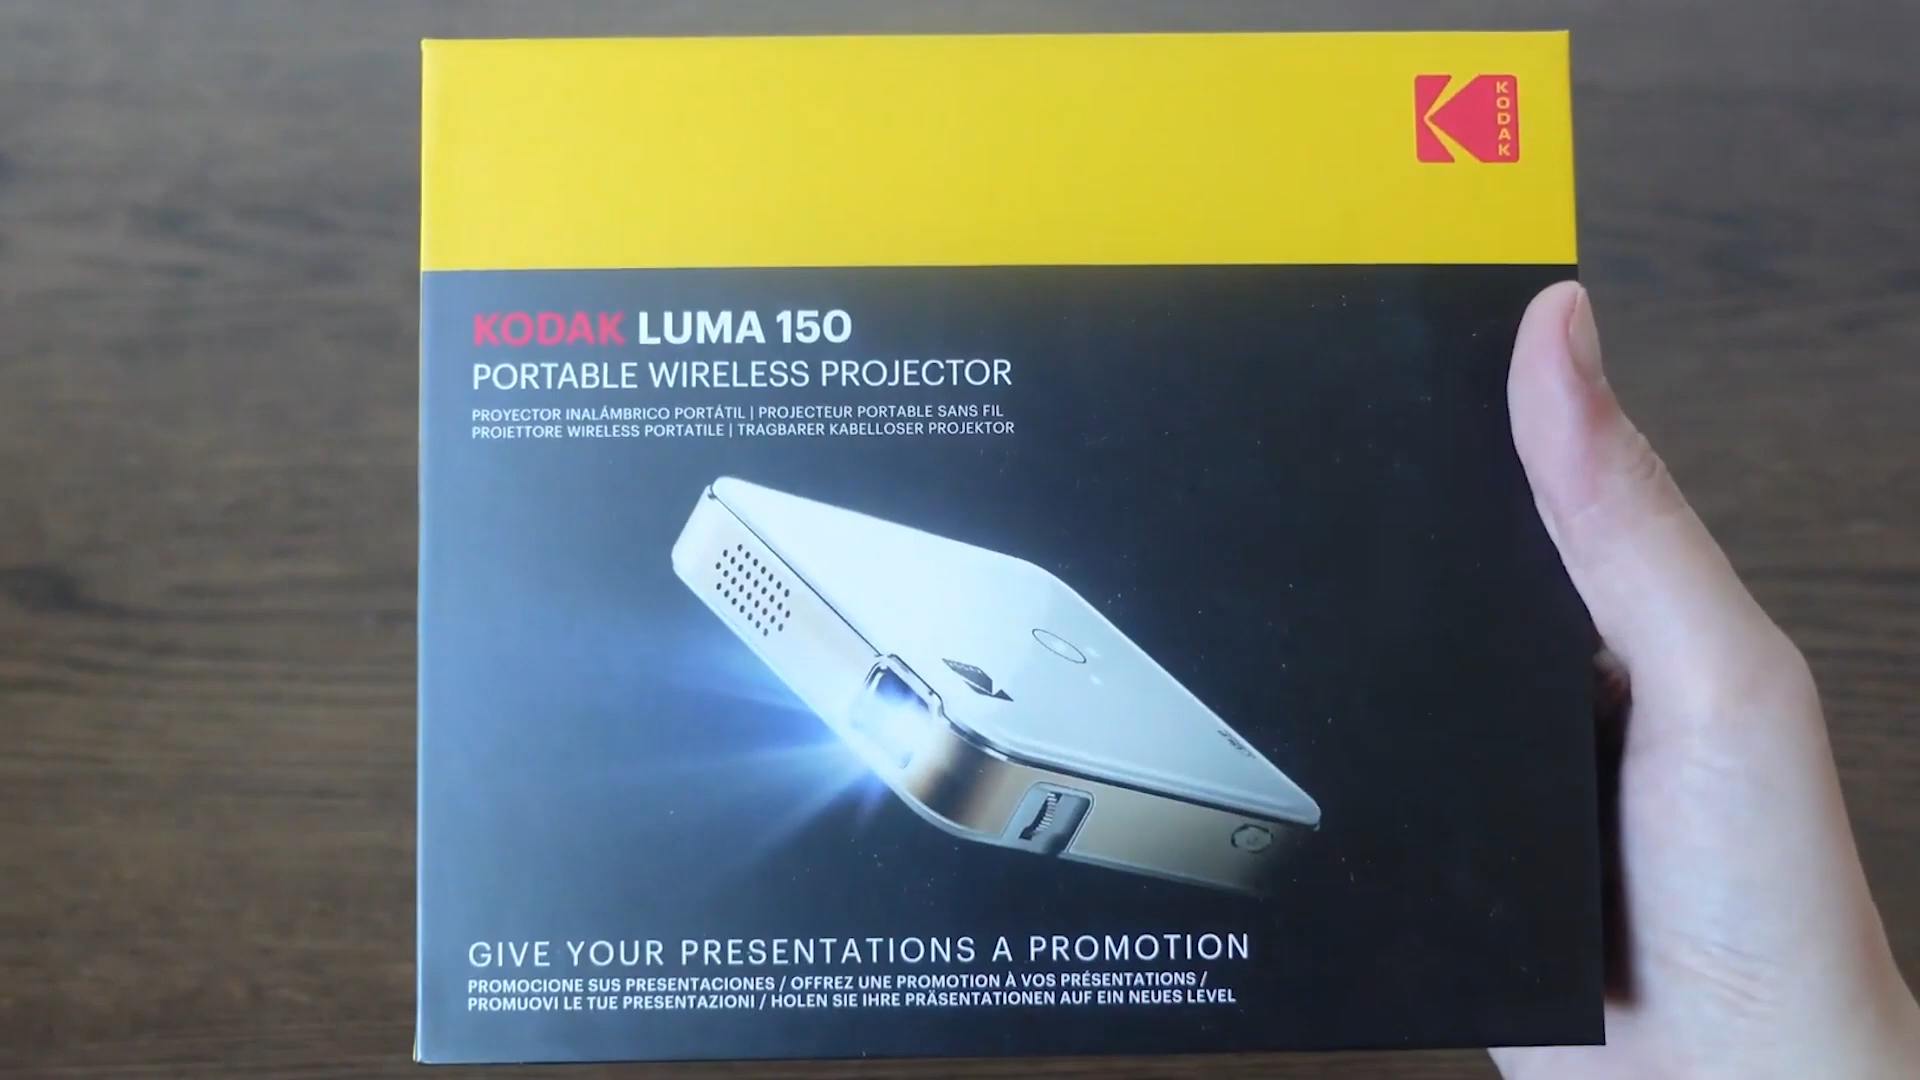 KODAK
KODAK LUMA 150
PORTABLE WIRELESS PROJECTOR
PROYECTOR INALÁMBRICO PORTÁTIL | PROJECTEUR PORTABLE SANS FIL
PROIETTORE WIRELESS PORTATILE | TRAGBARER KABELLOSER PROJEKTOR
GIVE YOUR PRESENTATIONS A PROMOTION
PROMOCIONE SUS PRESENTACIONES / OFFREZ UNE PROMOTION À VOS PRÉSENTATIONS /
PROMUOVI LE TUE PRESENTAZIONI / HOLEN SIE IHRE PRÄSENTATIONEN AUF EIN NEUES LEVEL